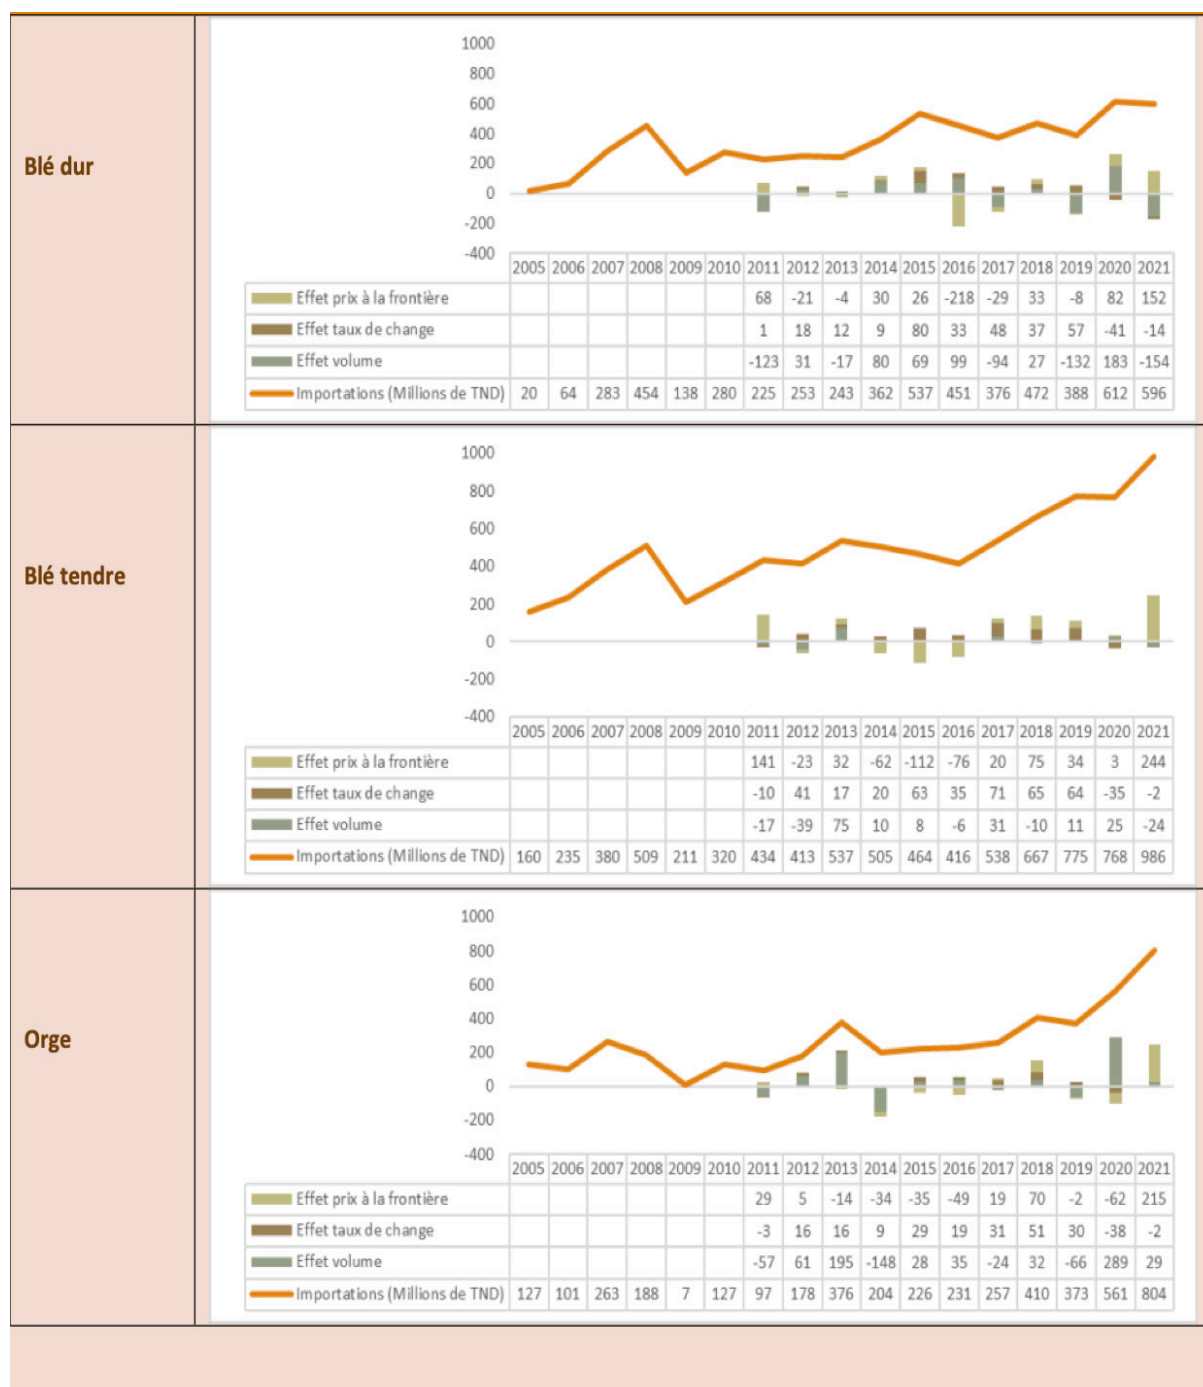 Blé dur
1000
800
600
400
200
0
-200
-400
2005 2006 2007 2008 2009 2010 2011 2012 2013 2014 2015 2016 2017 2018 2019 2020 2021
Effet prix à la frontière 68 -21 -4 30 26 -218 -29 33 -8 82 152
Effet taux de change 1 18 12 9 80 33 48 37 57 -41 -14
Effet volume -123 31 -17 80 69 99 -94 27 -132 183 -154
Importations (Millions de TND) 20 64 283 454 138 280 225 253 243 362 537 451 376 472 388 612 596
Blé tendre
1000
800
600
400
200
0
-200
-400
2005 2006 2007 2008 2009 2010 2011 2012 2013 2014 2015 2016 2017 2018 2019 2020 2021
Effet prix à la frontière 141 -23 32 -62 -112 -76 20 75 34 3 244
Effet taux de change -10 41 17 20 63 35 71 65 64 -35 -2
Effet volume -17 -39 75 10 8 -6 31 -10 11 25 -24
Importations (Millions de TND) 160 235 380 509 211 320 434 413 537 505 464 416 538 667 775 768 986
Orge
1000
800
600
400
200
0
-200
-400
2005 2006 2007 2008 2009 2010 2011 2012 2013 2014 2015 2016 2017 2018 2019 2020 2021
Effet prix à la frontière 29 5 -14 -34 -35 -49 19 70 -2 -62 215
Effet taux de change -3 16 16 9 29 19 31 51 30 -38 -2
Effet volume -57 61 195 -148 28 35 -24 32 -66 289 29
Importations (Millions de TND) 127 101 263 188 7 127 97 178 376 204 226 231 257 410 373 561 804